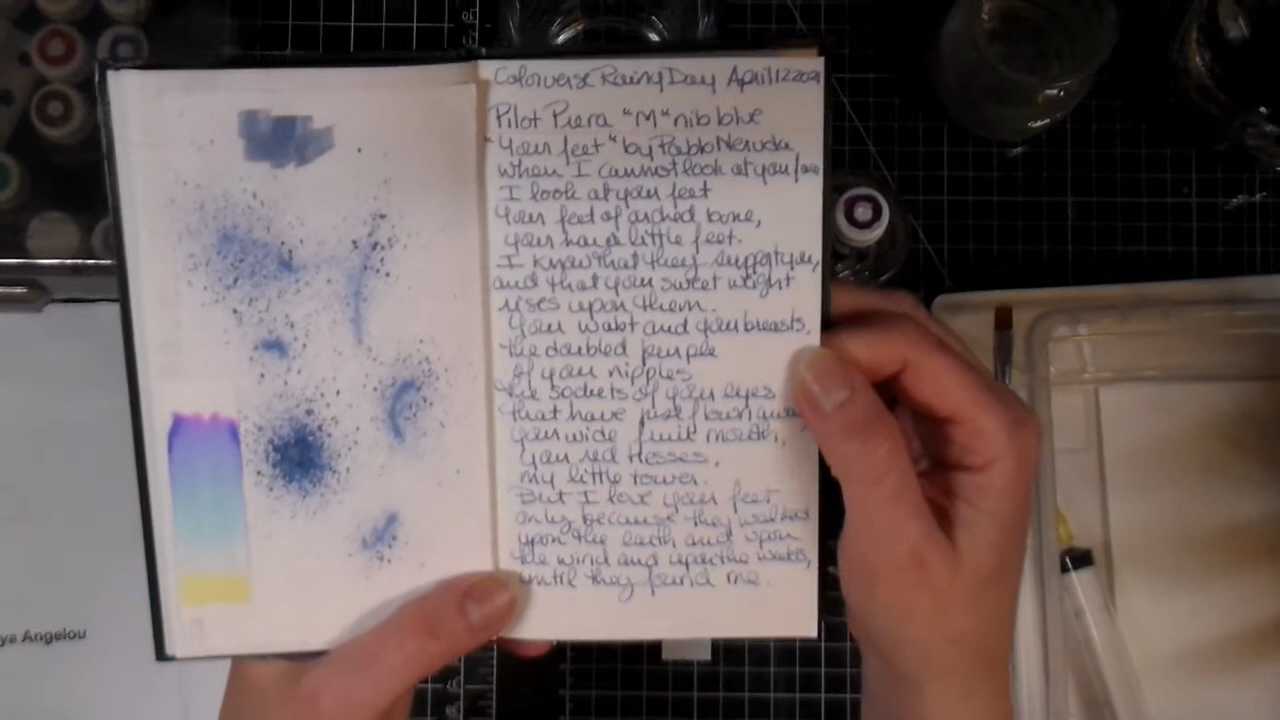 Colorverse Rainy Day April 12 2021
Pilot Prera "M" nib blue
"Your feet" by Pablo Neruda
When I cannot look at your face
I look at your feet
Your feet of arched bone,
your hard little feet.
I know that they support you,
and that your sweet weight
rises upon them.
Your waist and your breasts,
the doubled purple
of your nipples
the sockets of your eyes
that have just flown away
your wide fruit mouth,
your red tresses,
my little tower.
But I love your feet
only because they walked
upon the earth and upon
the wind and upon the waters,
until they found me.
ya Angelou